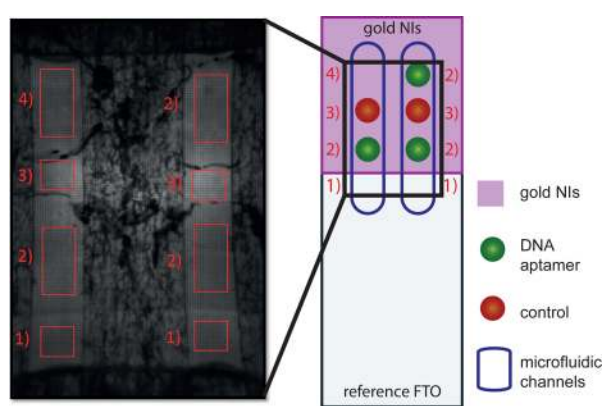 gold NIs
4)
2)
3)
3)
2)
2)
1)
1)
4)
2)
3)
3)
2)
2)
1)
1)
reference FTO
gold NIs
DNA
aptamer
control
microfluidic
channels